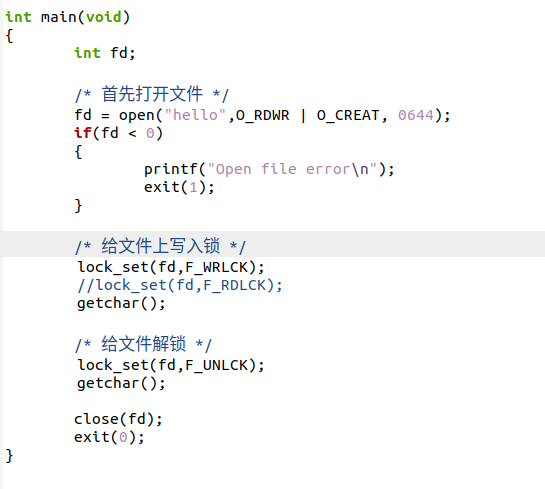 int main(void)
{
int fd;
/* 首先打开文件 */
fd = open("hello",O_RDWR | O_CREAT, 0644);
if(fd < 0)
{
printf("Open file error\n");
exit(1);
}
/* 给文件上写入锁 */
lock_set(fd,F_WRLCK);
//lock_set(fd,F_RDLCK);
getchar();
/* 给文件解锁 */
lock_set(fd,F_UNLCK);
getchar();
close(fd);
exit(0);
}